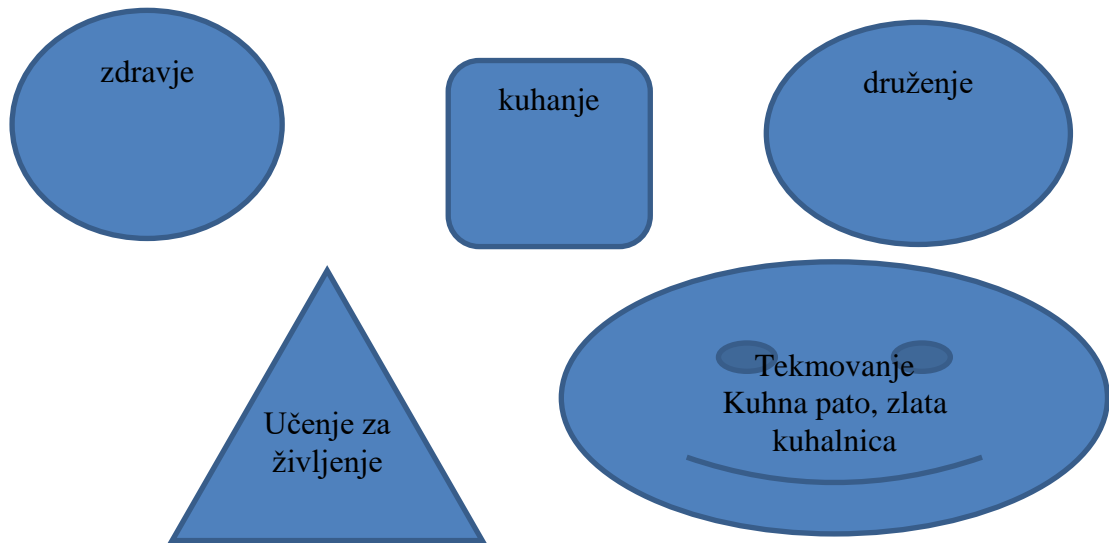 zdravje
kuhanje
druženje
Učenje za
življenje
Tekmovanje
Kuhna pato, zlata
kuhalnica